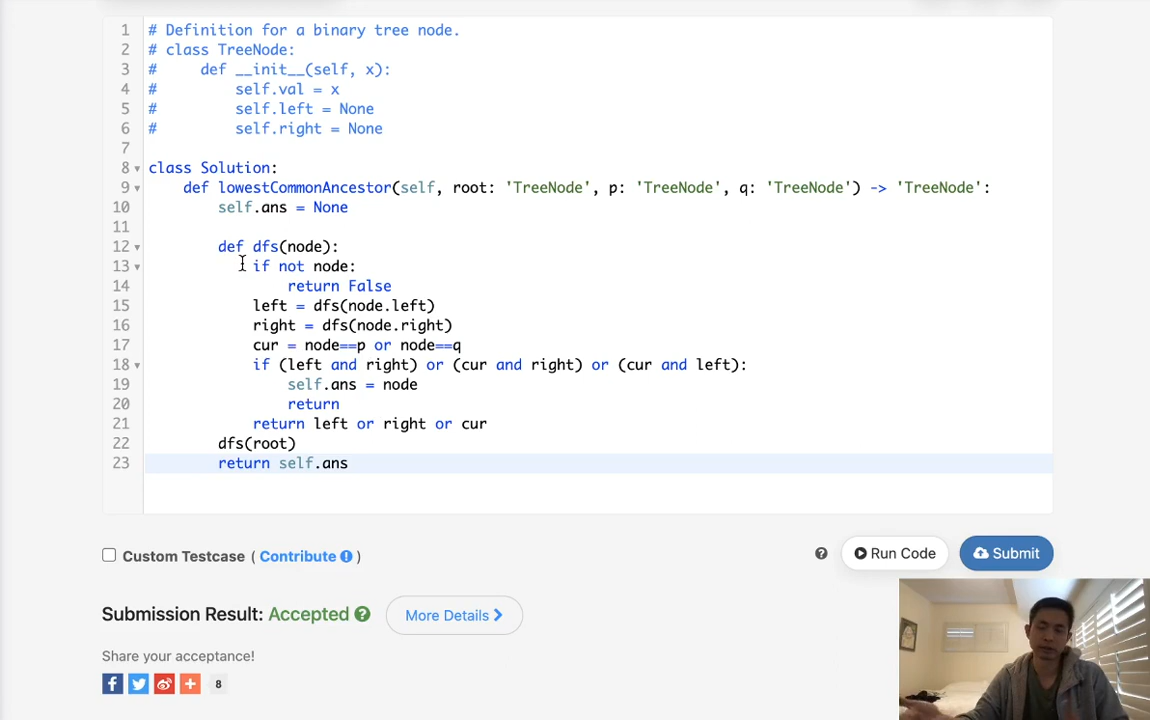 1 # Definition for a binary tree node.
2 # class TreeNode:
3 #     def __init__(self, x):
4 #         self.val = x
5 #         self.left = None
6 #         self.right = None
7
8 class Solution:
9     def lowestCommonAncestor(self, root: 'TreeNode', p: 'TreeNode', q: 'TreeNode') -> 'TreeNode':
10         self.ans = None
11
12         def dfs(node):
13             if not node:
14                 return False
15             left = dfs(node.left)
16             right = dfs(node.right)
17             cur = node==p or node==q
18             if (left and right) or (cur and right) or (cur and left):
19                 self.ans = node
20                 return
21             return left or right or cur
22         dfs(root)
23         return self.ans
Custom Testcase ( Contribute ) ? Run Code Submit
Submission Result: Accepted ? More Details
Share your acceptance!
8